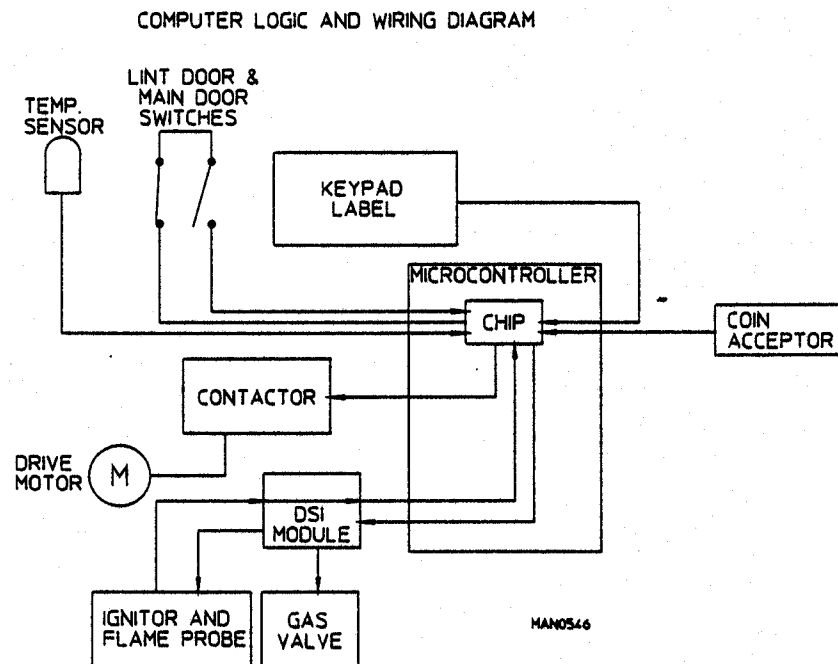 COMPUTER LOGIC AND WIRING DIAGRAM
LINT DOOR &
MAIN DOOR
SWITCHES
TEMP.
SENSOR
KEYPAD
LABEL
MICROCONTROLLER
CHIP
COIN
ACCEPTOR
CONTACTOR
DRIVE
MOTOR
M
DSI
MODULE
IGNITOR AND
FLAME PROBE
GAS
VALVE
MAN0546